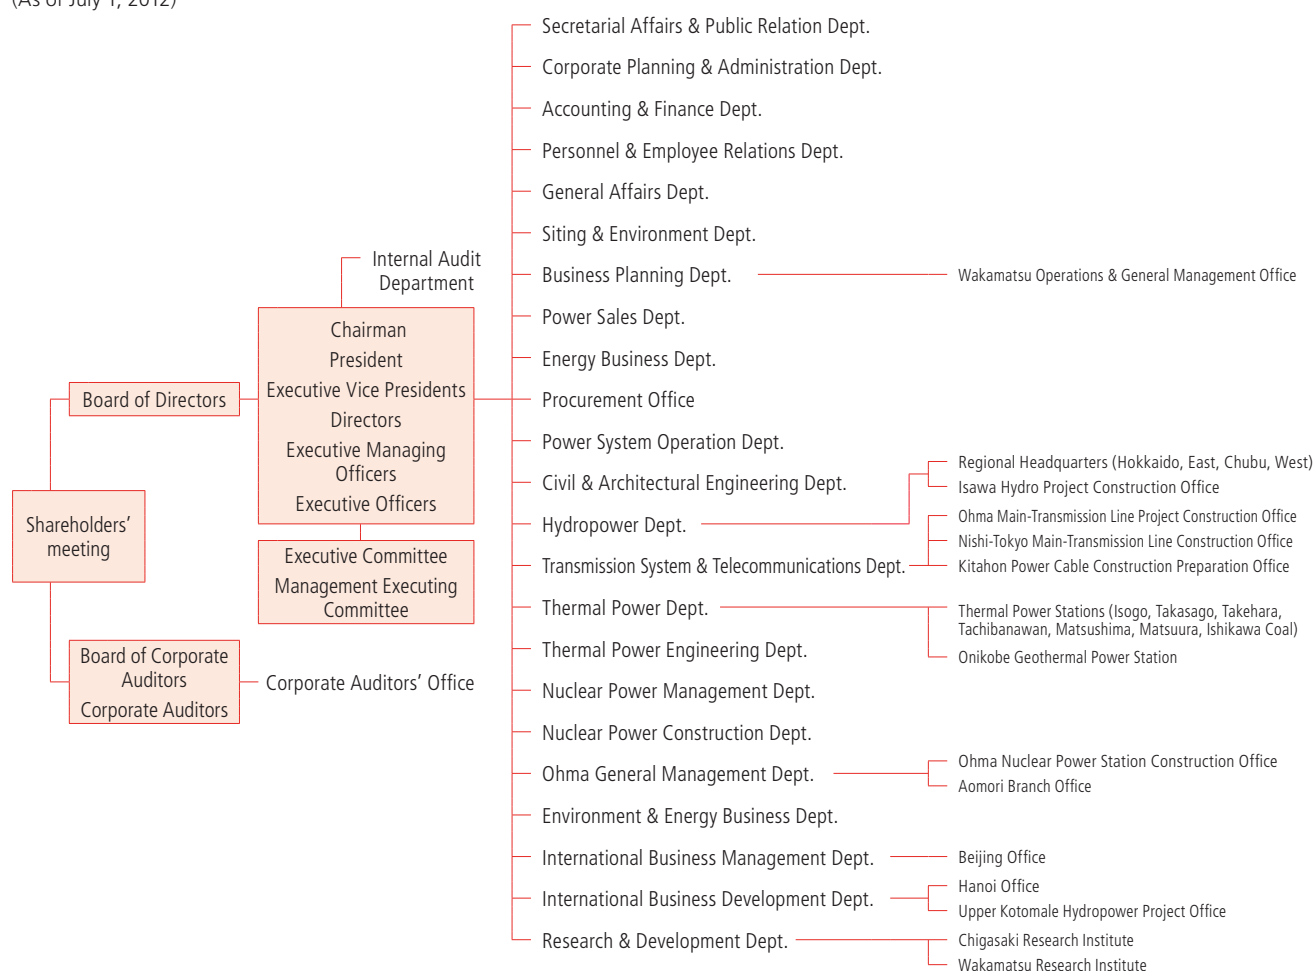 (As of July 1, 2012)
Secretarial Affairs & Public Relation Dept.
Corporate Planning & Administration Dept.
Accounting & Finance Dept.
Personnel & Employee Relations Dept.
General Affairs Dept.
Siting & Environment Dept.
Internal Audit
Department
Business Planning Dept.
Wakamatsu Operations & General Management Office
Chairman
President
Executive Vice Presidents
Directors
Executive Managing
Officers
Executive Officers
Power Sales Dept.
Energy Business Dept.
Board of Directors
Procurement Office
Power System Operation Dept.
Civil & Architectural Engineering Dept.
Regional Headquarters (Hokkaido, East, Chubu, West)
Isawa Hydro Project Construction Office
Shareholders’
meeting
Hydropower Dept.
Ohma Main-Transmission Line Project Construction Office
Nishi-Tokyo Main-Transmission Line Construction Office
Executive Committee
Management Executing
Committee
Transmission System & Telecommunications Dept.
Kitahon Power Cable Construction Preparation Office
Thermal Power Dept.
Thermal Power Stations (Isogo, Takasago, Takehara,
Tachibanawan, Matsushima, Matsuura, Ishikawa Coal)
Onikobe Geothermal Power Station
Thermal Power Engineering Dept.
Board of Corporate
Auditors
Corporate Auditors
Corporate Auditors’ Office
Nuclear Power Management Dept.
Nuclear Power Construction Dept.
Ohma General Management Dept.
Ohma Nuclear Power Station Construction Office
Aomori Branch Office
Environment & Energy Business Dept.
International Business Management Dept.
Beijing Office
International Business Development Dept.
Hanoi Office
Upper Kotomale Hydropower Project Office
Research & Development Dept.
Chigasaki Research Institute
Wakamatsu Research Institute